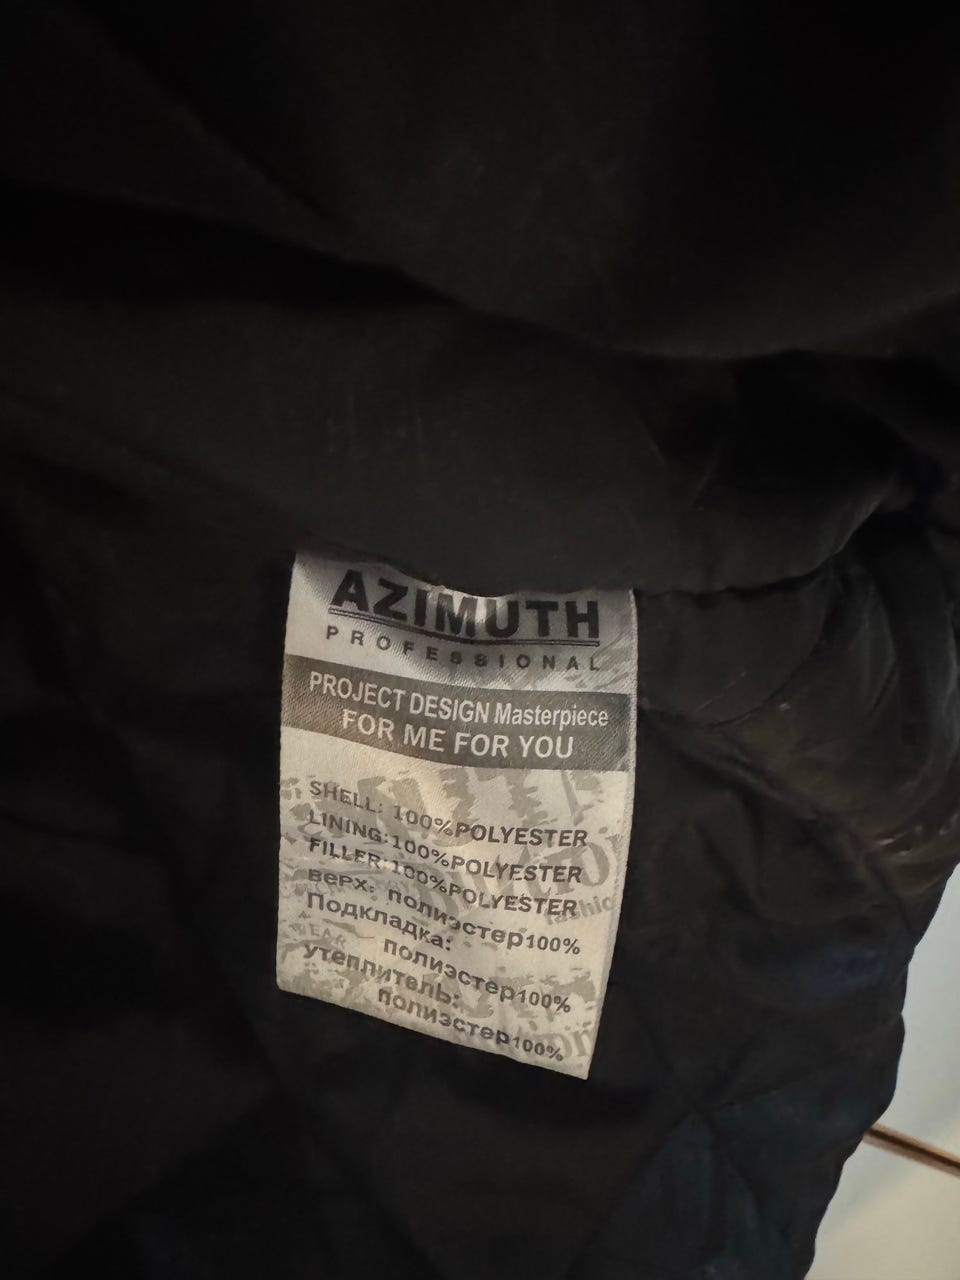 AZIMUTH
PROFESSIONAL
PROJECT DESIGN Masterpiece
FOR ME FOR YOU
SHELL: 100%POLYESTER
LINING:100%POLYESTER
FILLER:100%POLYESTER
верх: полиэстер100%
Подкладка:
полиэстер100%
утеплитель:
полиэстер100%